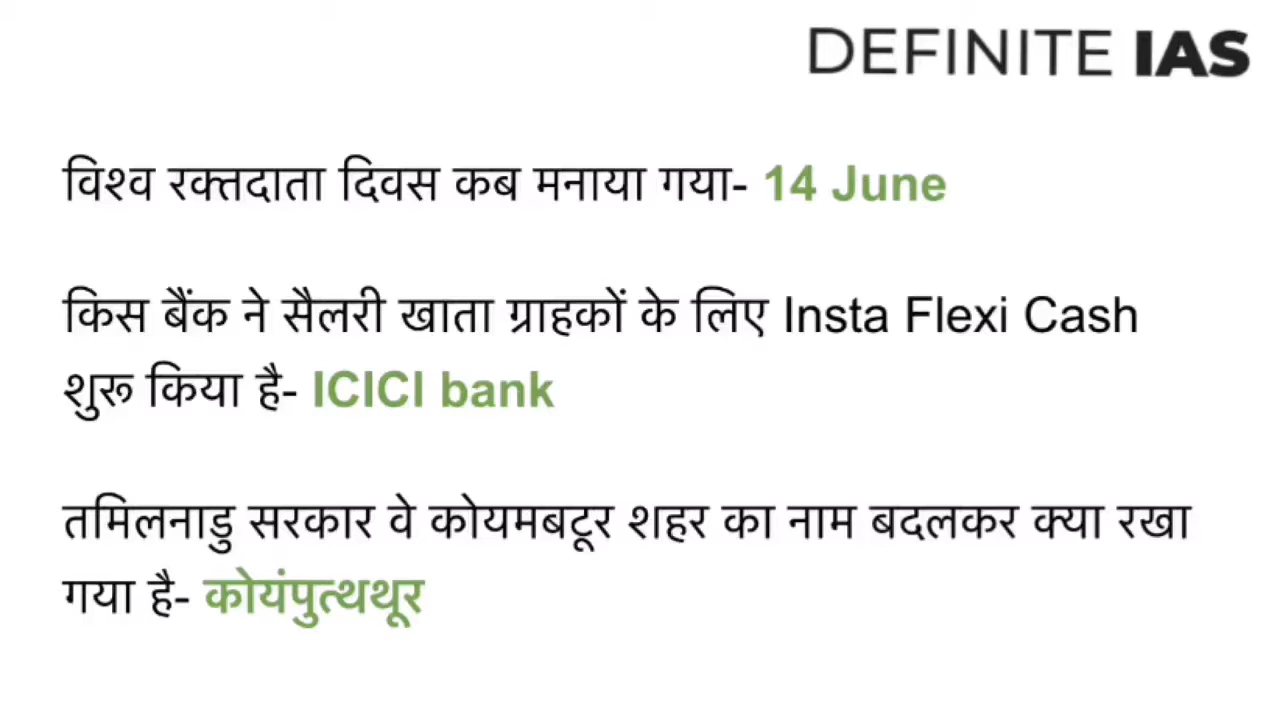 DEFINITE IAS
विश्व रक्तदाता दिवस कब मनाया गया- 14 June
किस बैंक ने सैलरी खाता ग्राहकों के लिए Insta Flexi Cash
शुरू किया है- ICICI bank
तमिलनाडु सरकार वे कोयमबटूर शहर का नाम बदलकर क्या रखा
गया है- कोयंपुत्थथूर